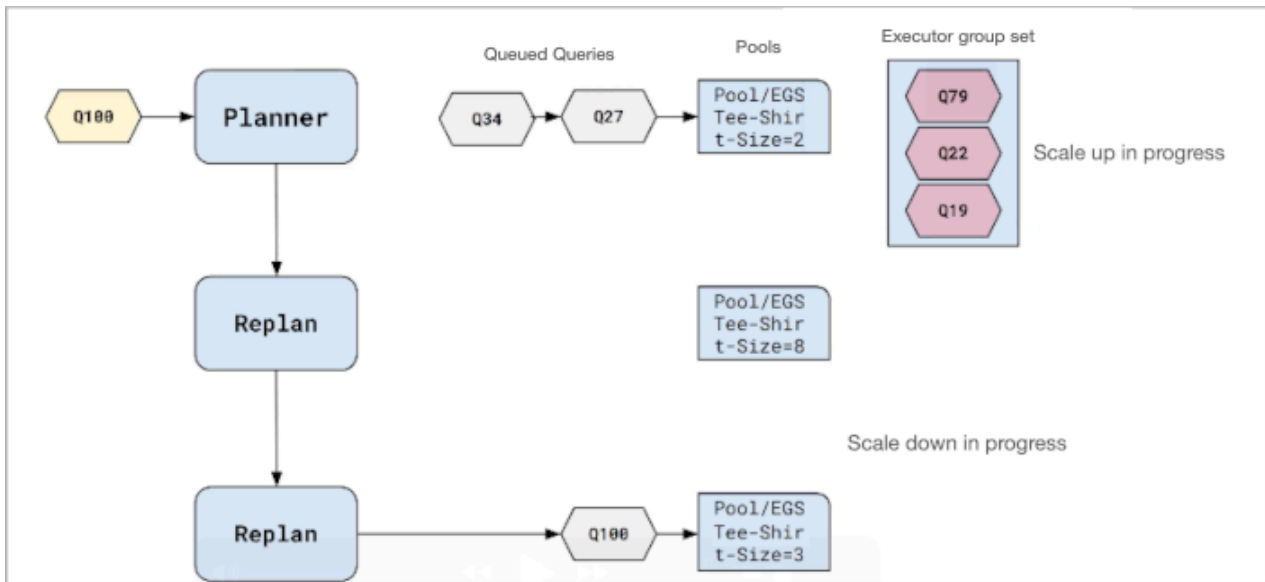 Executor group set
Queued Queries
Pools
Q100
Planner
Q34
Q27
Pool/EGS
Tee-Shir
t-Size=2
Q79
Q22
Q19
Scale up in progress
Replan
Pool/EGS
Tee-Shir
t-Size=8
Scale down in progress
Replan
Q100
Pool/EGS
Tee-Shir
t-Size=3